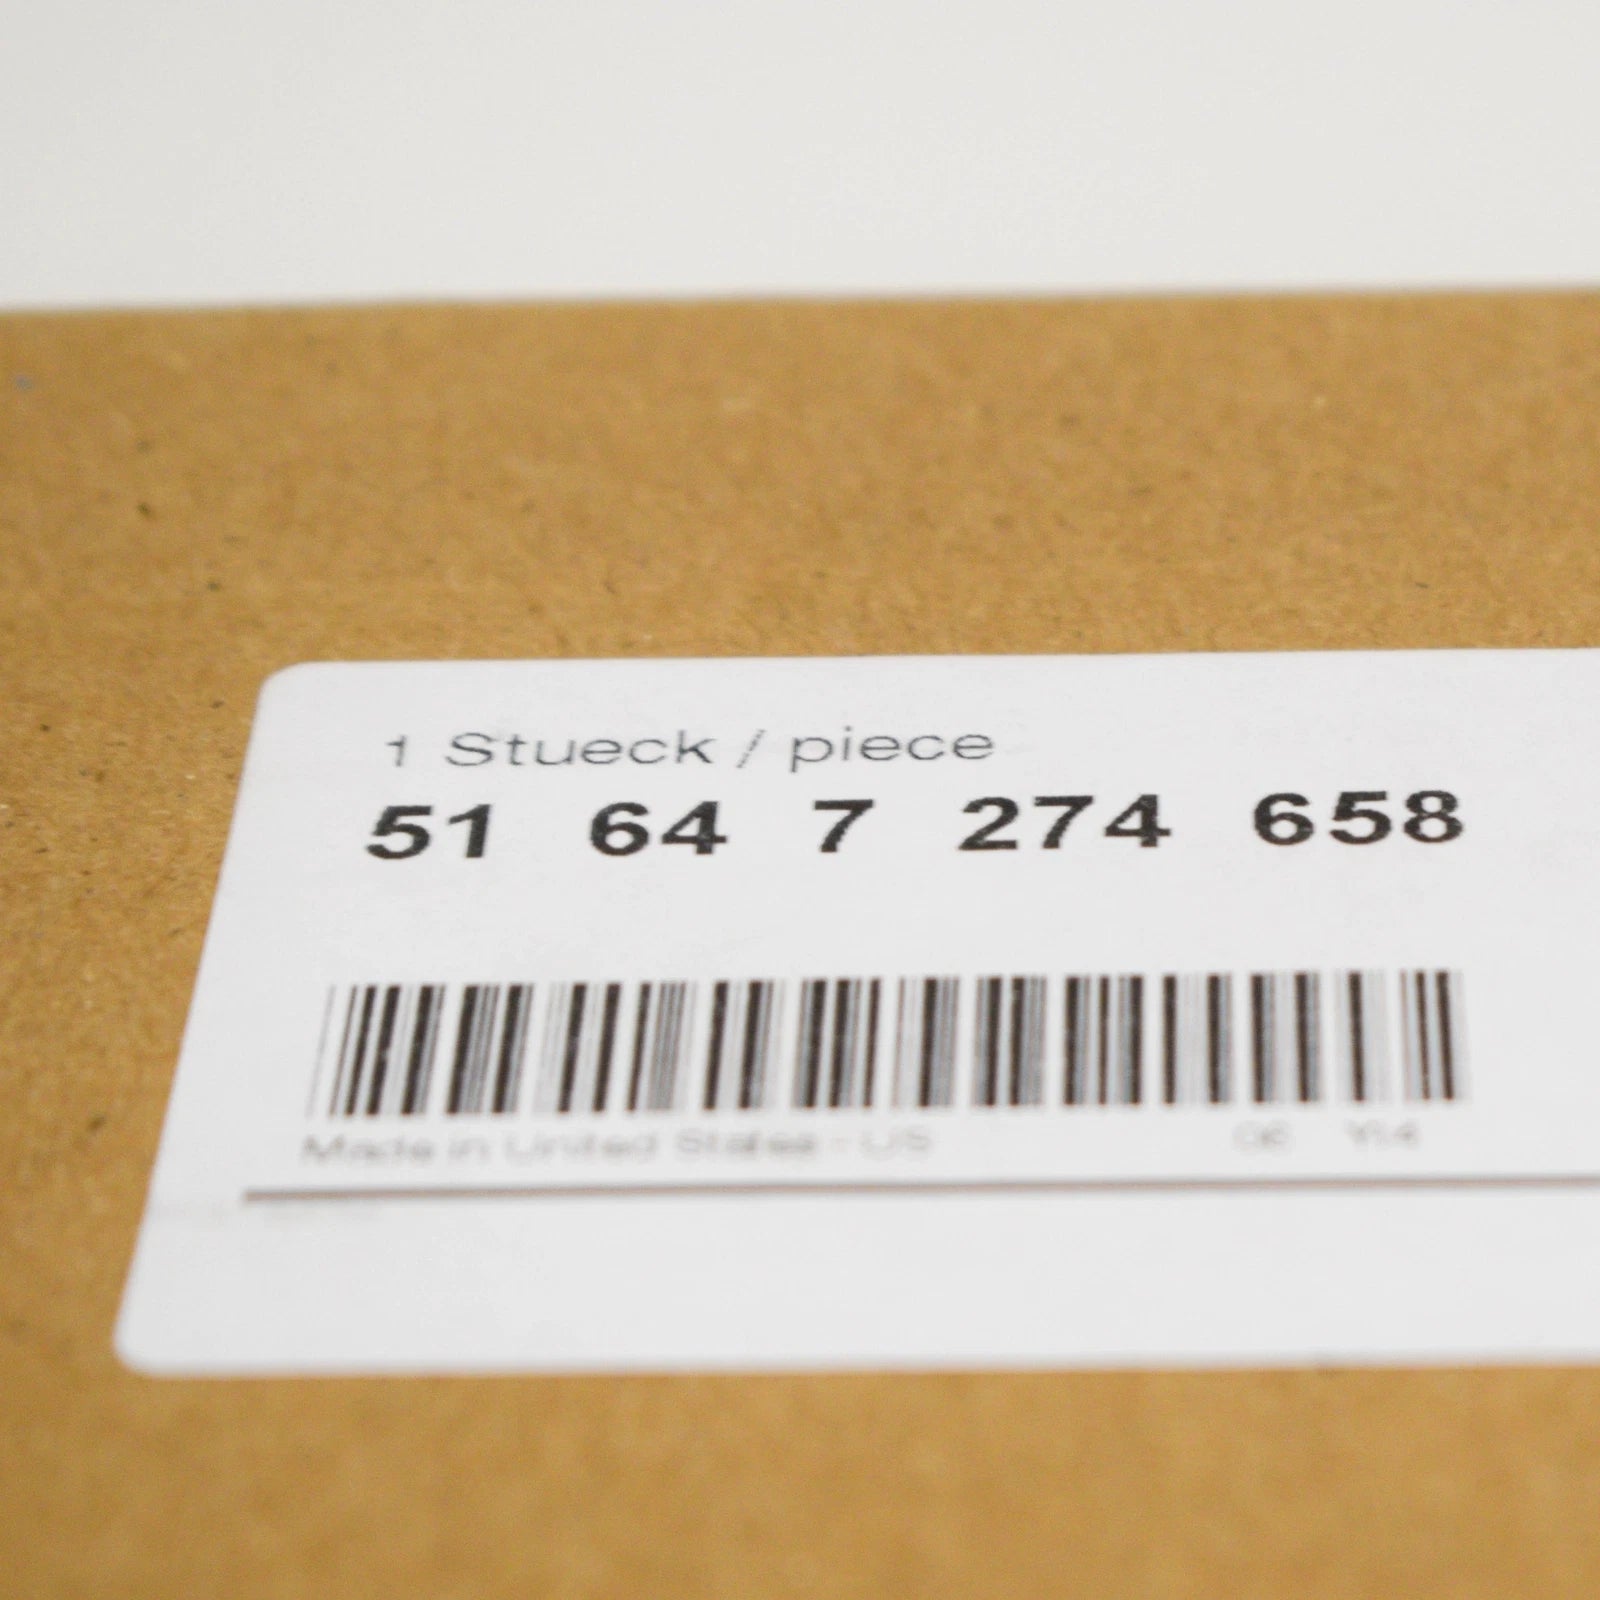 1 Stueck / piece
51 64 7 274 658
Made in United States - US